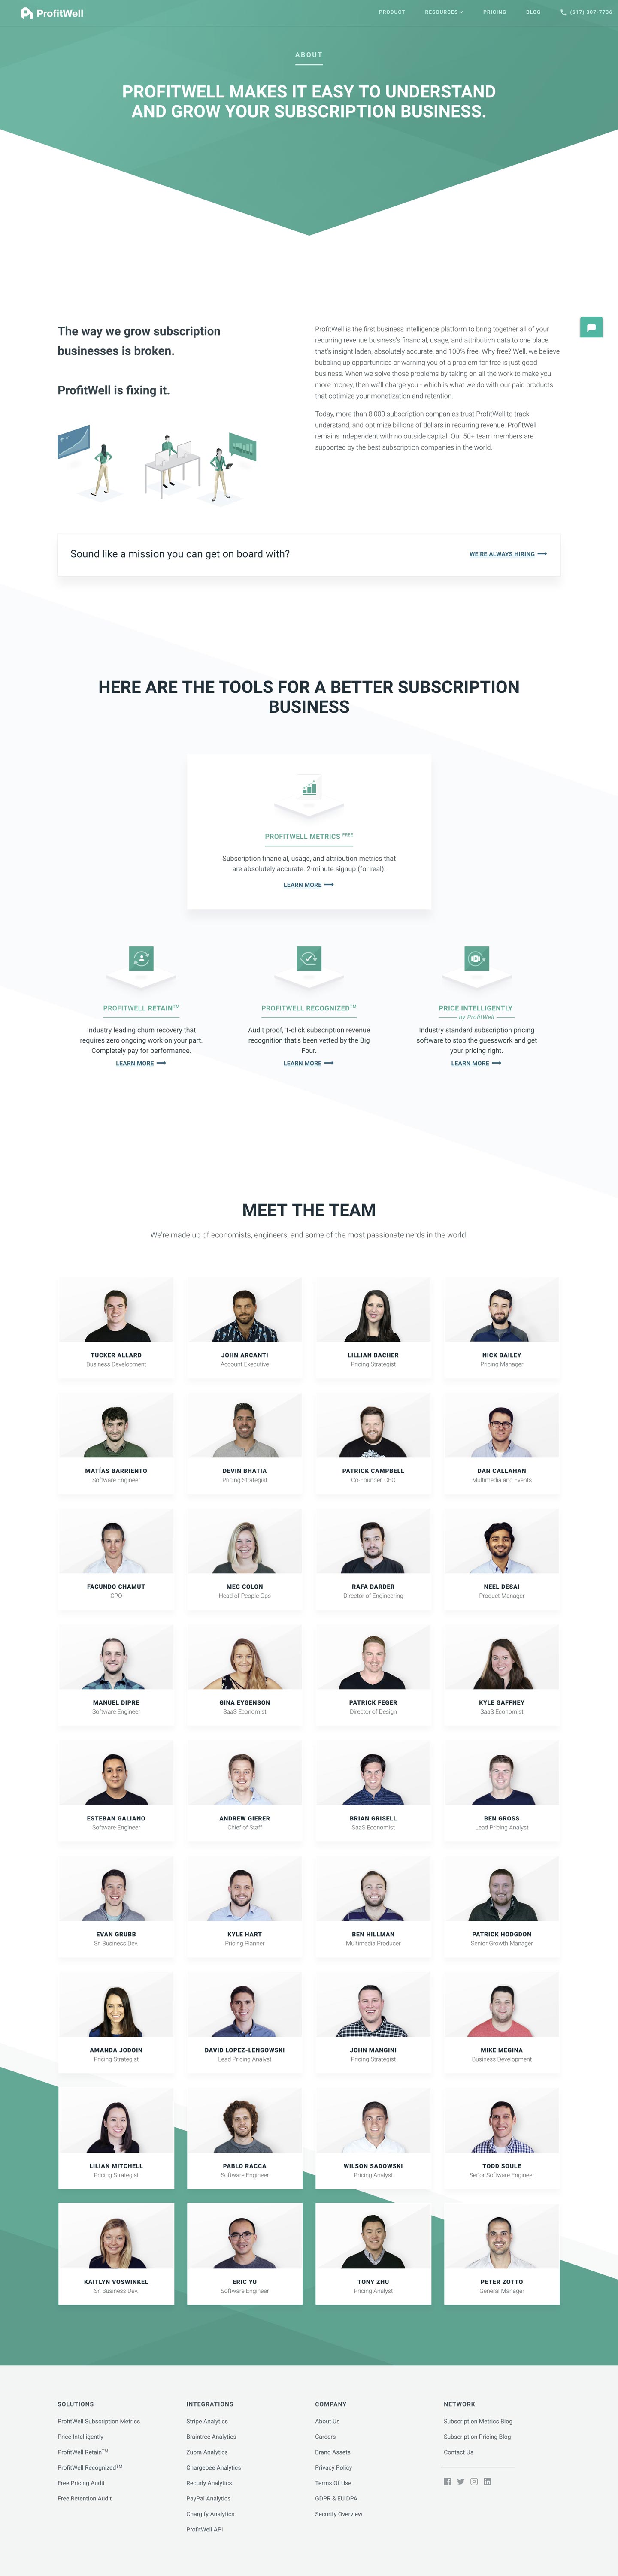 ProfitWell
PRODUCT
RESOURCES
PRICING
BLOG
(617) 307-7736
ABOUT
PROFITWELL MAKES IT EASY TO UNDERSTAND
AND GROW YOUR SUBSCRIPTION BUSINESS.
The way we grow subscription
businesses is broken.
ProfitWell is fixing it.
ProfitWell is the first business intelligence platform to bring together all of your
recurring revenue business's financial, usage, and attribution data to one place
that's insight laden, absolutely accurate, and 100% free. Why free? Well, we believe
bubbling up opportunities or warning you of a problem for free is just good
business. When we solve those problems by taking on all the work to make you
more money, then we'll charge you - which is what we do with our paid products
that optimize your monetization and retention.
Today, more than 8,000 subscription companies trust ProfitWell to track,
understand, and optimize billions of dollars in recurring revenue. ProfitWell
remains independent with no outside capital. Our 50+ team members are
supported by the best subscription companies in the world.
Sound like a mission you can get on board with?
WE'RE ALWAYS HIRING
HERE ARE THE TOOLS FOR A BETTER SUBSCRIPTION
BUSINESS
PROFITWELL METRICS FREE
Subscription financial, usage, and attribution metrics that
are absolutely accurate. 2-minute signup (for real).
LEARN MORE
PROFITWELL RETAIN™
Industry leading churn recovery that
requires zero ongoing work on your part.
Completely pay for performance.
LEARN MORE
PROFITWELL RECOGNIZED™
Audit proof, 1-click subscription revenue
recognition that's been vetted by the Big
Four.
LEARN MORE
PRICE INTELLIGENTLY
by ProfitWell
Industry standard subscription pricing
software to stop the guesswork and get
your pricing right.
LEARN MORE
MEET THE TEAM
We're made up of economists, engineers, and some of the most passionate nerds in the world.
TUCKER ALLARD
Business Development
JOHN ARCANTI
Account Executive
LILLIAN BACHER
Pricing Strategist
NICK BAILEY
Pricing Manager
MATÍAS BARRIENTO
Software Engineer
DEVIN BHATIA
Pricing Strategist
PATRICK CAMPBELL
Co-Founder, CEO
DAN CALLAHAN
Multimedia and Events
FACUNDO CHAMUT
CPO
MEG COLON
Head of People Ops
RAFA DARDER
Director of Engineering
NEEL DESAI
Product Manager
MANUEL DIPRE
Software Engineer
GINA EYGENSON
SaaS Economist
PATRICK FEGER
Director of Design
KYLE GAFFNEY
SaaS Economist
ESTEBAN GALIANO
Software Engineer
ANDREW GIERER
Chief of Staff
BRIAN GRISELL
SaaS Economist
BEN GROSS
Lead Pricing Analyst
EVAN GRUBB
Sr. Business Dev.
KYLE HART
Pricing Planner
BEN HILLMAN
Multimedia Producer
PATRICK HODGDON
Senior Growth Manager
AMANDA JODOIN
Pricing Strategist
DAVID LOPEZ-LENGOWSKI
Lead Pricing Analyst
JOHN MANGINI
Pricing Strategist
MIKE MEGINA
Business Development
LILIAN MITCHELL
Pricing Strategist
PABLO RACCA
Software Engineer
WILSON SADOWSKI
Pricing Analyst
TODD SOULE
Señor Software Engineer
KAITLYN VOSWINKEL
Sr. Business Dev.
ERIC YU
Software Engineer
TONY ZHU
Pricing Analyst
PETER ZOTTO
General Manager
SOLUTIONS
ProfitWell Subscription Metrics
Price Intelligently
ProfitWell Retain™
ProfitWell Recognized™
Free Pricing Audit
Free Retention Audit
INTEGRATIONS
Stripe Analytics
Braintree Analytics
Zuora Analytics
Chargebee Analytics
Recurly Analytics
PayPal Analytics
Chargify Analytics
ProfitWell API
COMPANY
About Us
Careers
Brand Assets
Privacy Policy
Terms Of Use
GDPR & EU DPA
Security Overview
NETWORK
Subscription Metrics Blog
Subscription Pricing Blog
Contact Us